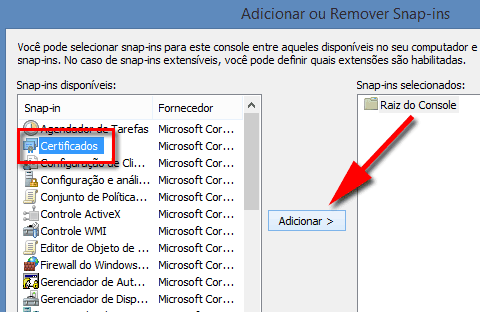 Adicionar ou Remover Snap-ins
Você pode selecionar snap-ins para este console entre aqueles disponíveis no seu computador e
snap-ins. No caso de snap-ins extensíveis, você pode definir quais extensões são habilitadas.
Snap-ins disponíveis:
Snap-ins selecionados:
Snap-in Fornecedor
Raiz do Console
Agendador de Tarefas Microsoft Cor...
Certificados Microsoft Cor...
Configuração de Cli... Microsoft Cor...
Configuração e análi... Microsoft Cor...
Conjunto de Política... Microsoft Cor...
Controle ActiveX Microsoft Cor...
Adicionar >
Controle WMI Microsoft Cor...
Editor de Objeto de ... Microsoft Cor...
Firewall do Windows... Microsoft Cor...
Gerenciador de Aut... Microsoft Cor...
Gerenciador de Disp... Microsoft Cor...